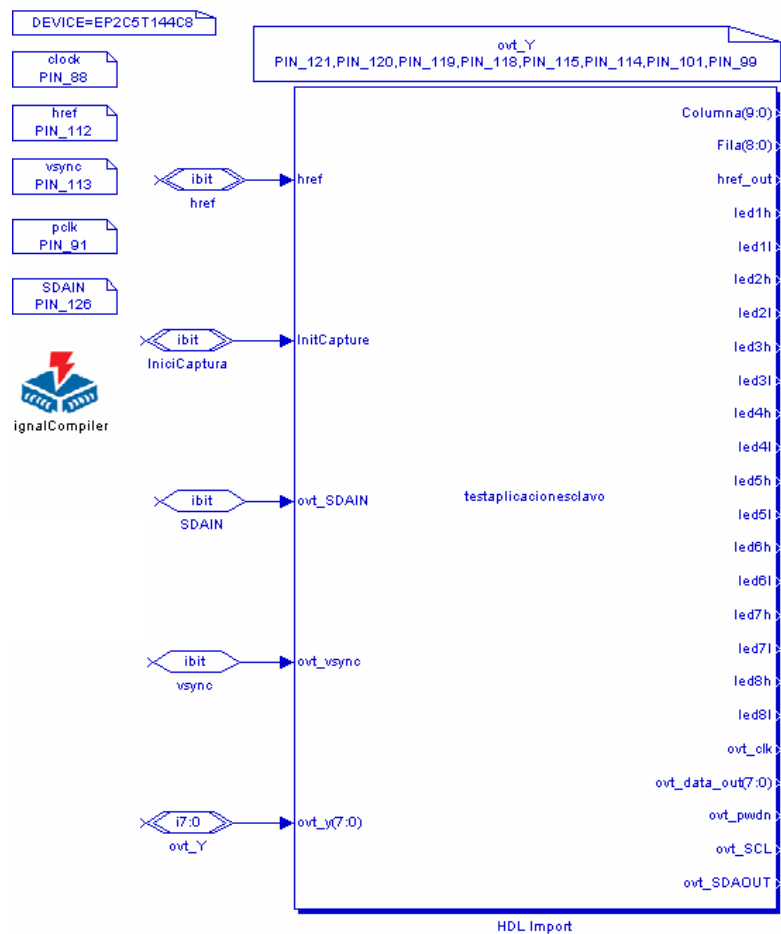 DEVICE=EP2C5T144C8
clock
PIN_88
href
PIN_112
vsync
PIN_113
pclk
PIN_91
SDAIN
PIN_126
ignalCompiler
ovt_Y
PIN_121,PIN_120,PIN_119,PIN_118,PIN_115,PIN_114,PIN_101,PIN_99
ibit
href
ibit
IniciCaptura
ibit
SDAIN
ibit
vsync
i7:0
ovt_Y
href
InitCapture
ovt_SDAIN
ovt_vsync
ovt_y(7:0)
testaplicacionesclavo
Columna(9:0)
Fila(8:0)
href_out
led1h
led1l
led2h
led2l
led3h
led3l
led4h
led4l
led5h
led5l
led6h
led6l
led7h
led7l
led8h
led8l
ovt_clk
ovt_data_out(7:0)
ovt_pwdn
ovt_SCL
ovt_SDAOUT
HDL Import